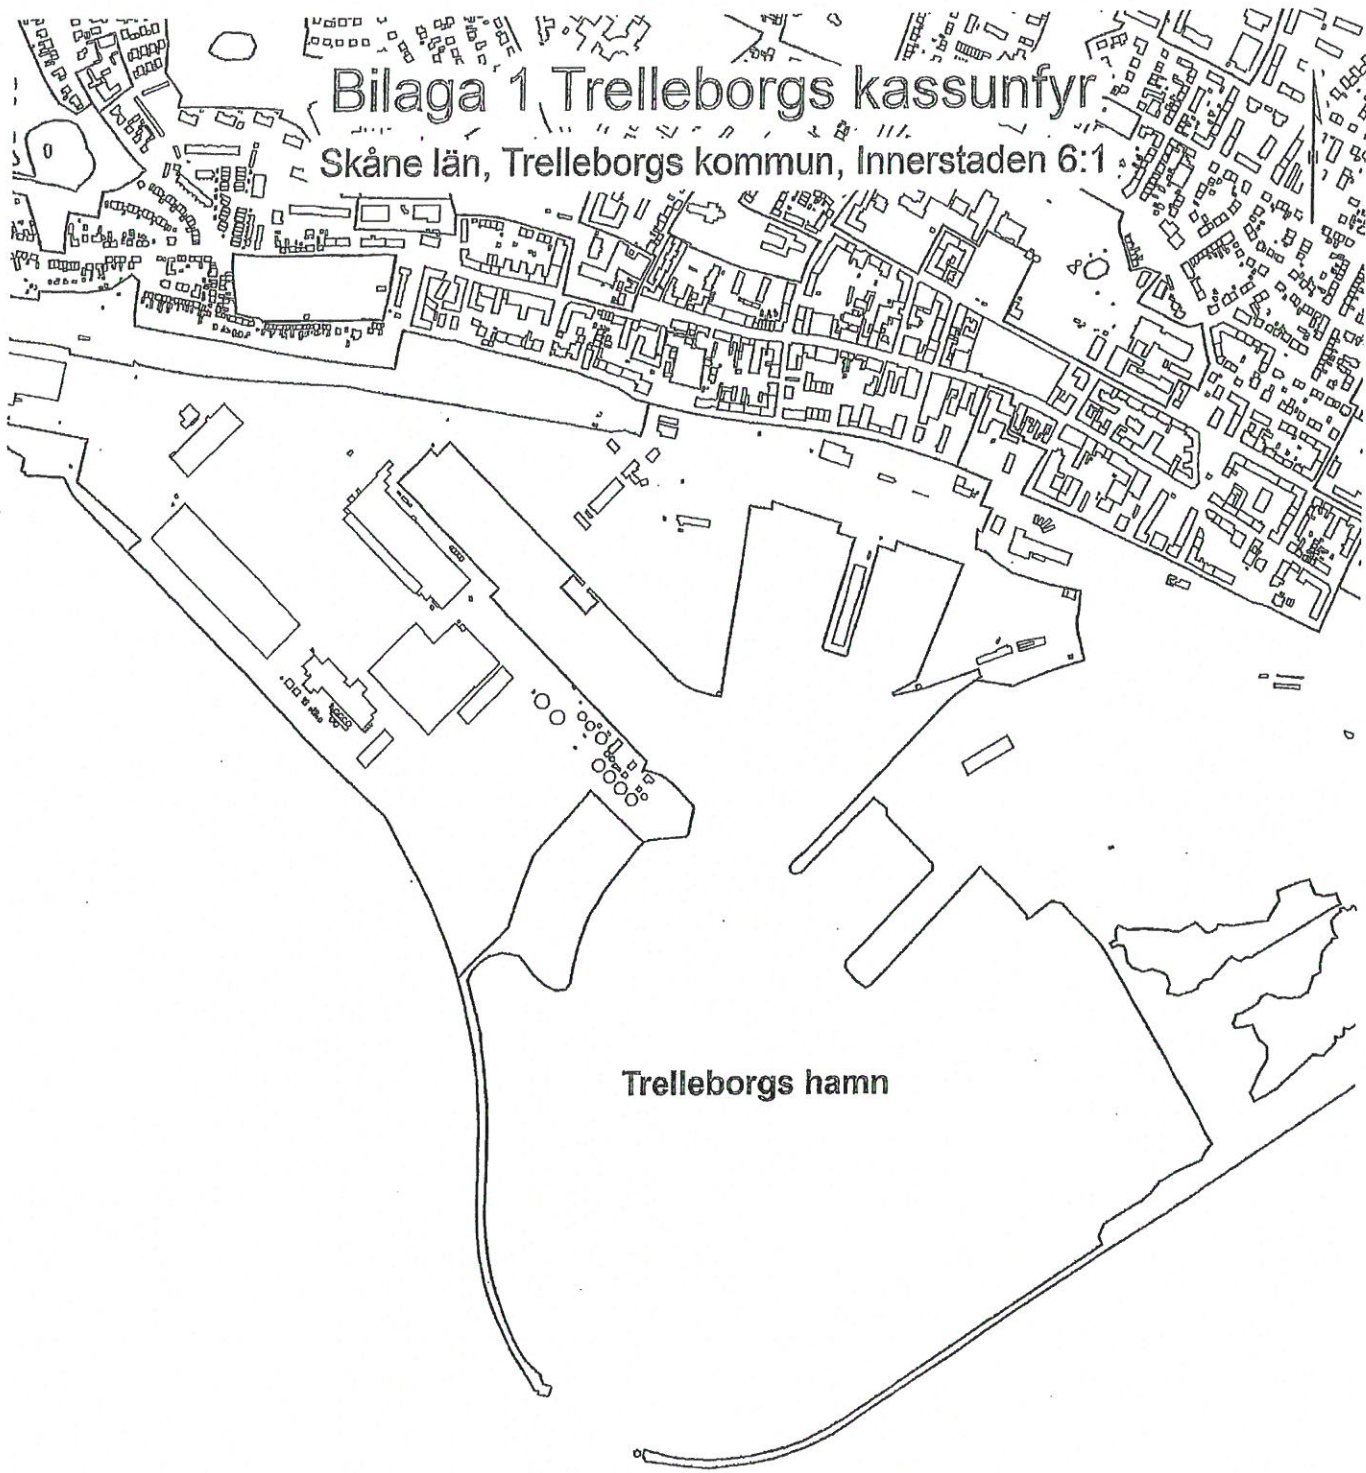 Bilaga 1 Trelleborgs kassunfyr
Skåne län, Trelleborgs kommun, Innerstaden 6:1
Trelleborgs hamn